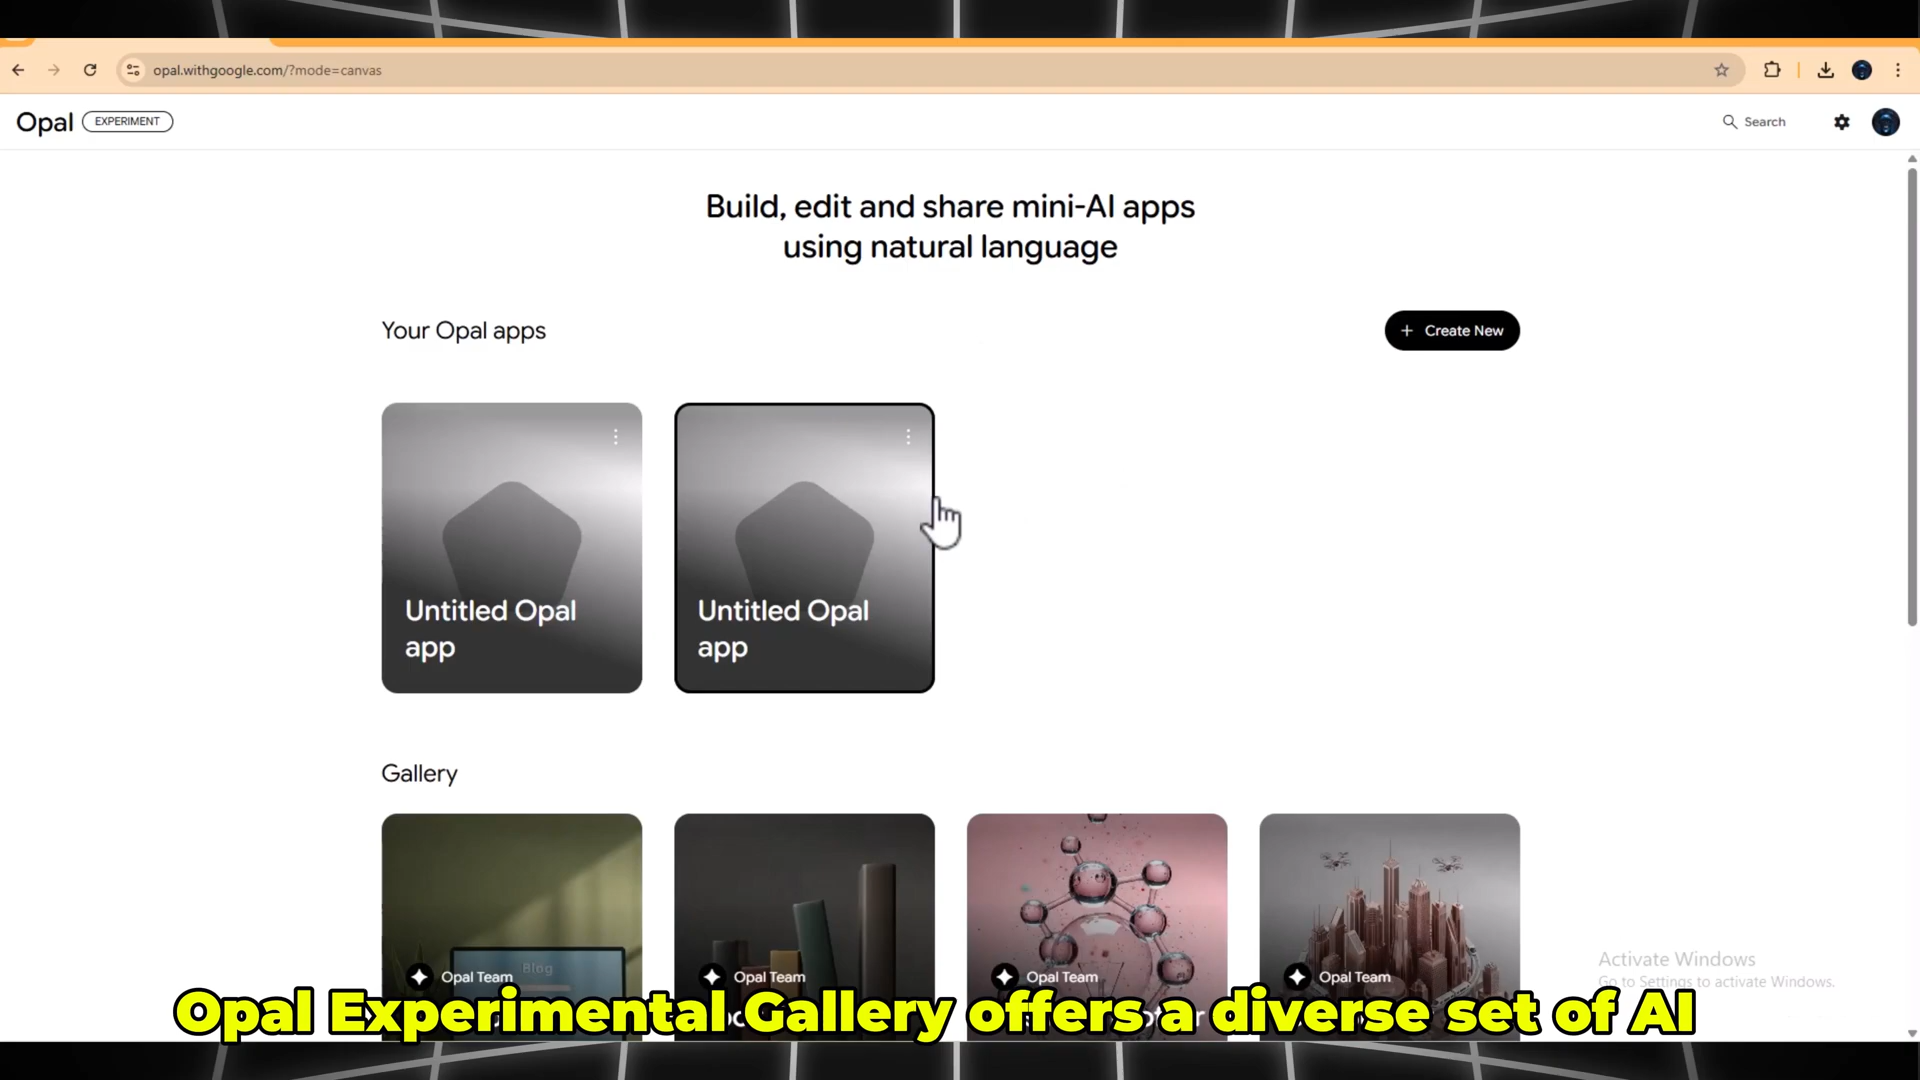 opal.withgoogle.com/?mode=canvas
Opal EXPERIMENT
Search
Build, edit and share mini-AI apps
using natural language
Your Opal apps
+ Create New
Untitled Opal
app
Untitled Opal
app
Gallery
Blog
Opal Team
Opal Team
Opal Team
Opal Team
Activate Windows
Go to Settings to activate Windows.
Opal Experimental Gallery offers a diverse set of AI